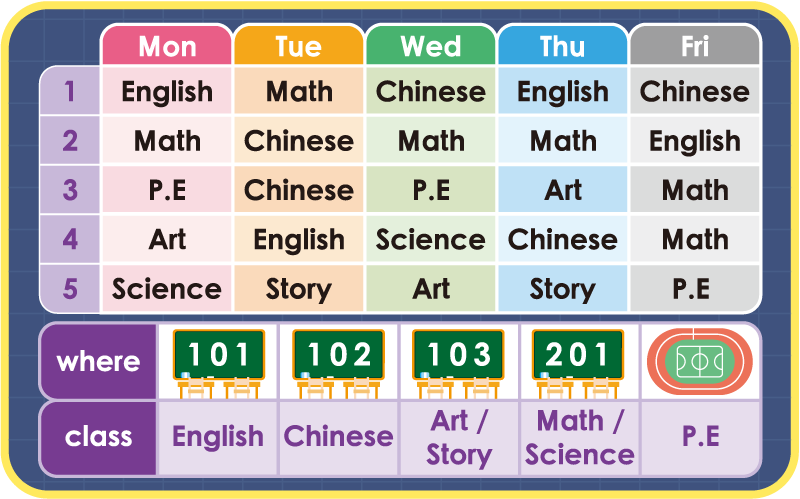 Mon Tue Wed Thu Fri
1 English Math Chinese English Chinese
2 Math Chinese Math Math English
3 P.E Chinese P.E Art Math
4 Art English Science Chinese Math
5 Science Story Art Story P.E
where 101 102 103 201
class English Chinese Art / Story Math / Science P.E